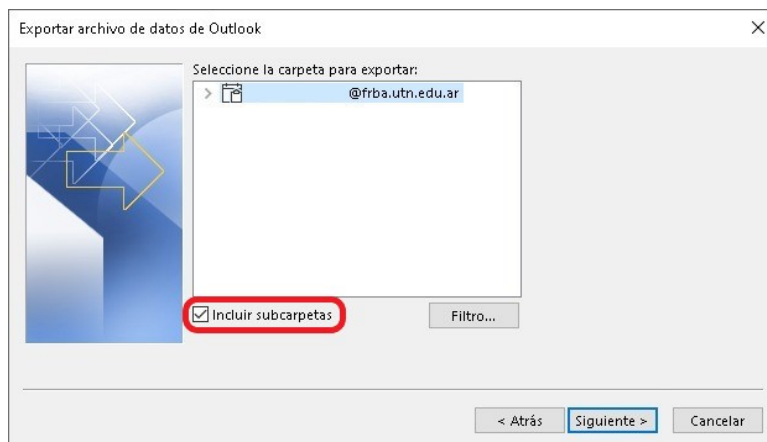 Exportar archivo de datos de Outlook
Seleccione la carpeta para exportar:
@frba.utn.edu.ar
Incluir subcarpetas
Filtro...
< Atrás
Siguiente >
Cancelar